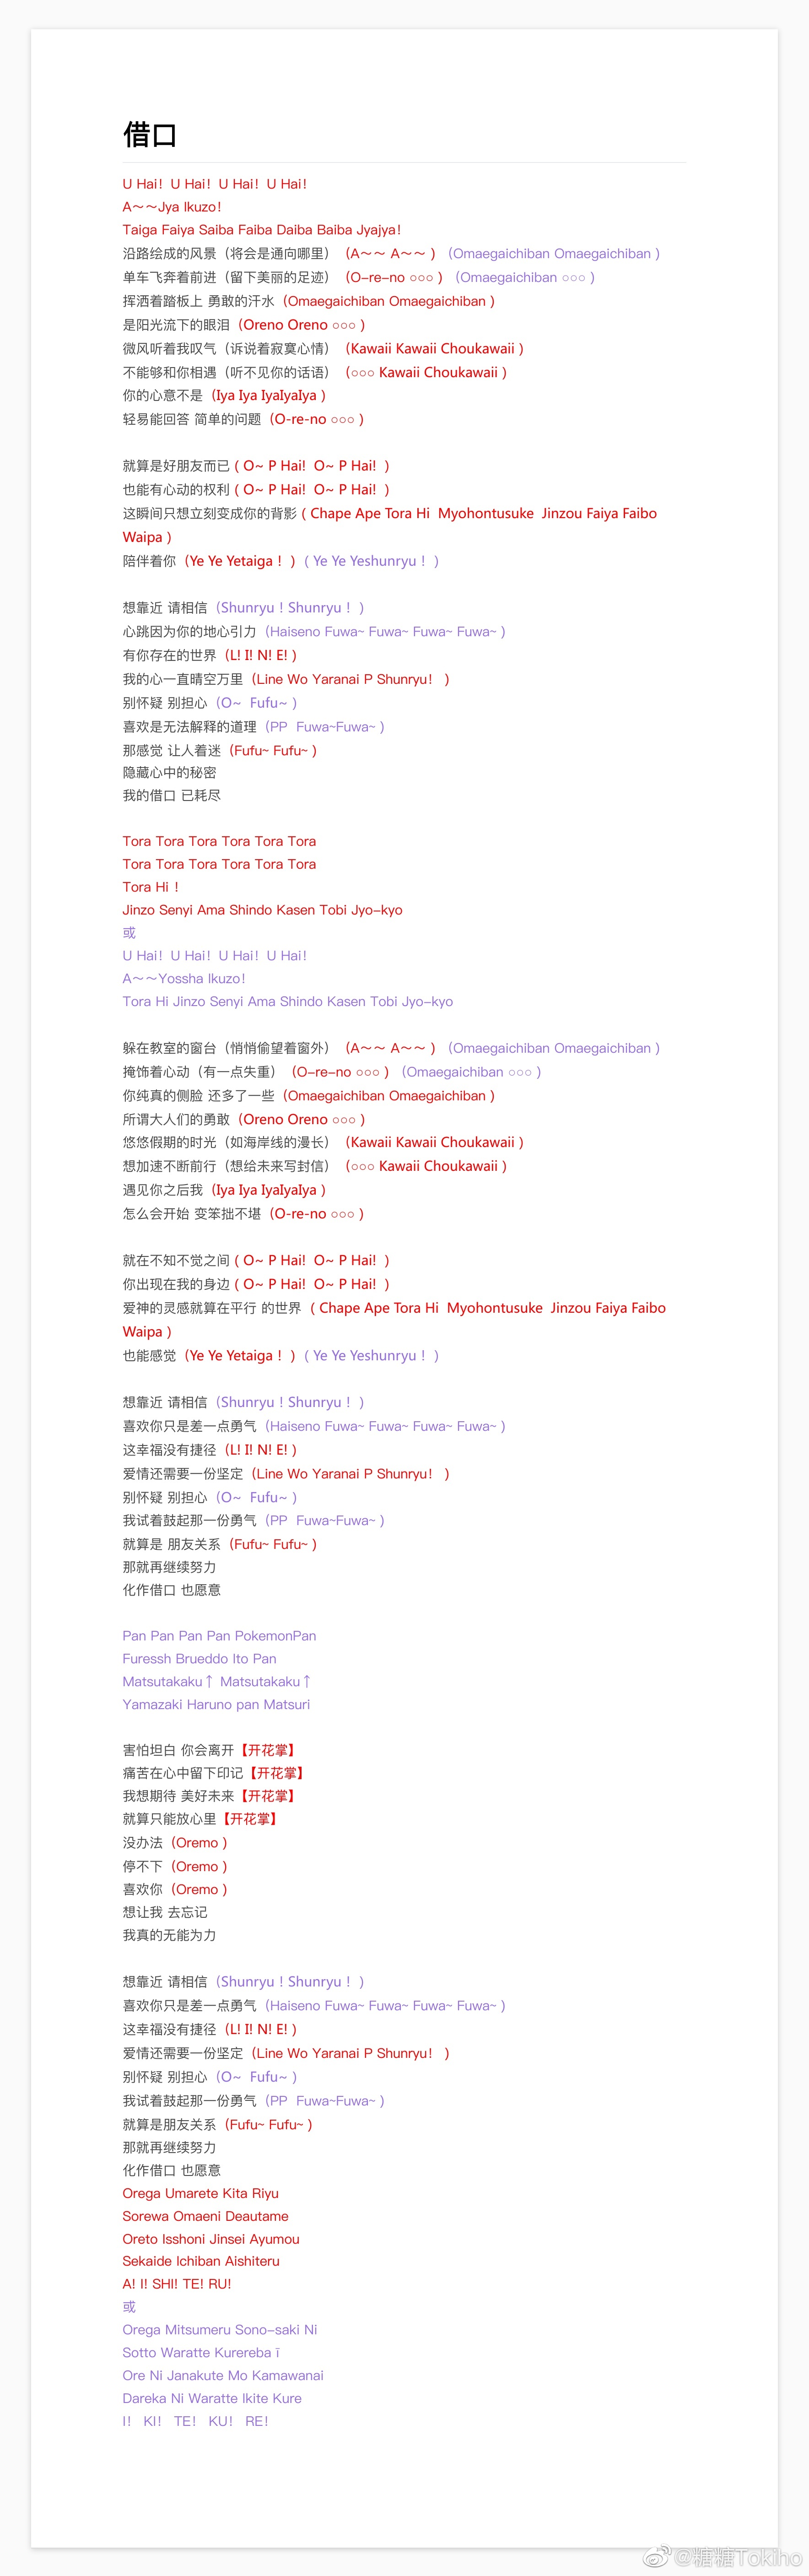 借口
U Hai！U Hai！U Hai！U Hai！
A～～Jya Ikuzo！
Taiga Faiya Saiba Faiba Daiba Baiba Jyajya！
沿路绘成的风景（将会是通向哪里）（A～～ A～～ ）（Omaegaichiban Omaegaichiban ）
单车飞奔着前进（留下美丽的足迹）（O-re-no ○○○ ）（Omaegaichiban ○○○ ）
挥洒着踏板上 勇敢的汗水（Omaegaichiban Omaegaichiban ）
是阳光流下的眼泪（Oreno Oreno ○○○ ）
微风听着我叹气（诉说着寂寞心情）（Kawaii Kawaii Choukawaii ）
不能够和你相遇（听不见你的话语）（○○○ Kawaii Choukawaii ）
你的心意不是（Iya Iya IyaIyaIya ）
轻易能回答 简单的问题（O-re-no ○○○ ）
就算是好朋友而已 ( O~ P Hai!  O~ P Hai! ）
也能有心动的权利 ( O~ P Hai!  O~ P Hai! ）
这瞬间只想立刻变成你的背影 ( Chape Ape Tora Hi  Myohontusuke  Jinzou Faiya Faibo
Waipa )
陪伴着你（Ye Ye Yetaiga！ ）（ Ye Ye Yeshunryu！ ）
想靠近 请相信（Shunryu！Shunryu！ ）
心跳因为你的地心引力（Haiseno Fuwa~ Fuwa~ Fuwa~ Fuwa~ ）
有你存在的世界（L! I! N! E! ）
我的心一直晴空万里（Line Wo Yaranai P Shunryu！ ）
别怀疑 别担心（O~  Fufu~ ）
喜欢是无法解释的道理（PP  Fuwa~Fuwa~ ）
那感觉 让人着迷（Fufu~ Fufu~ ）
隐藏心中的秘密
我的借口 已耗尽
Tora Tora Tora Tora Tora Tora
Tora Tora Tora Tora Tora Tora
Tora Hi ！
Jinzo Senyi Ama Shindo Kasen Tobi Jyo-kyo
或
U Hai！U Hai！U Hai！U Hai！
A～～Yossha Ikuzo！
Tora Hi Jinzo Senyi Ama Shindo Kasen Tobi Jyo-kyo
躲在教室的窗台（悄悄偷望着窗外）（A～～ A～～ ）（Omaegaichiban Omaegaichiban ）
掩饰着心动（有一点失重）（O-re-no ○○○ ）（Omaegaichiban ○○○ ）
你纯真的侧脸 还多了一些（Omaegaichiban Omaegaichiban ）
所谓大人们的勇敢（Oreno Oreno ○○○ ）
悠悠假期的时光（如海岸线的漫长）（Kawaii Kawaii Choukawaii ）
想加速不断前行（想给未来写封信）（○○○ Kawaii Choukawaii ）
遇见你之后我（Iya Iya IyaIyaIya ）
怎么会开始 变笨拙不堪（O-re-no ○○○ ）
就在不知不觉之间 ( O~ P Hai!  O~ P Hai! ）
你出现在我的身边 ( O~ P Hai!  O~ P Hai! ）
爱神的灵感就算在平行 的世界 ( Chape Ape Tora Hi  Myohontusuke  Jinzou Faiya Faibo
Waipa )
也能感觉（Ye Ye Yetaiga！ ）（ Ye Ye Yeshunryu！ ）
想靠近 请相信（Shunryu！Shunryu！ ）
喜欢你只是差一点勇气（Haiseno Fuwa~ Fuwa~ Fuwa~ Fuwa~ ）
这幸福没有捷径（L! I! N! E! ）
爱情还需要一份坚定（Line Wo Yaranai P Shunryu！ ）
别怀疑 别担心（O~  Fufu~ ）
我试着鼓起那一份勇气（PP  Fuwa~Fuwa~ ）
就算是 朋友关系（Fufu~ Fufu~ ）
那就再继续努力
化作借口 也愿意
Pan Pan Pan Pan PokemonPan
Furessh Brueddo Ito Pan
Matsutakaku↑ Matsutakaku↑
Yamazaki Haruno pan Matsuri
害怕坦白 你会离开【开花掌】
痛苦在心中留下印记【开花掌】
我想期待 美好未来【开花掌】
就算只能放心里【开花掌】
没办法（Oremo ）
停不下（Oremo ）
喜欢你（Oremo ）
想让我 去忘记
我真的无能为力
想靠近 请相信（Shunryu！Shunryu！ ）
喜欢你只是差一点勇气（Haiseno Fuwa~ Fuwa~ Fuwa~ Fuwa~ ）
这幸福没有捷径（L! I! N! E! ）
爱情还需要一份坚定（Line Wo Yaranai P Shunryu！ ）
别怀疑 别担心（O~  Fufu~ ）
我试着鼓起那一份勇气（PP  Fuwa~Fuwa~ ）
就算是朋友关系（Fufu~ Fufu~ ）
那就再继续努力
化作借口 也愿意
Orega Umarete Kita Riyu
Sorewa Omaeni Deautame
Oreto Isshoni Jinsei Ayumou
Sekaide Ichiban Aishiteru
A! I! SHI! TE! RU!
或
Orega Mitsumeru Sono-saki Ni
Sotto Waratte Kurereba ī
Ore Ni Janakute Mo Kamawanai
Dareka Ni Waratte Ikite Kure
I！ KI！ TE！ KU！ RE！
@糖糖Tokiho